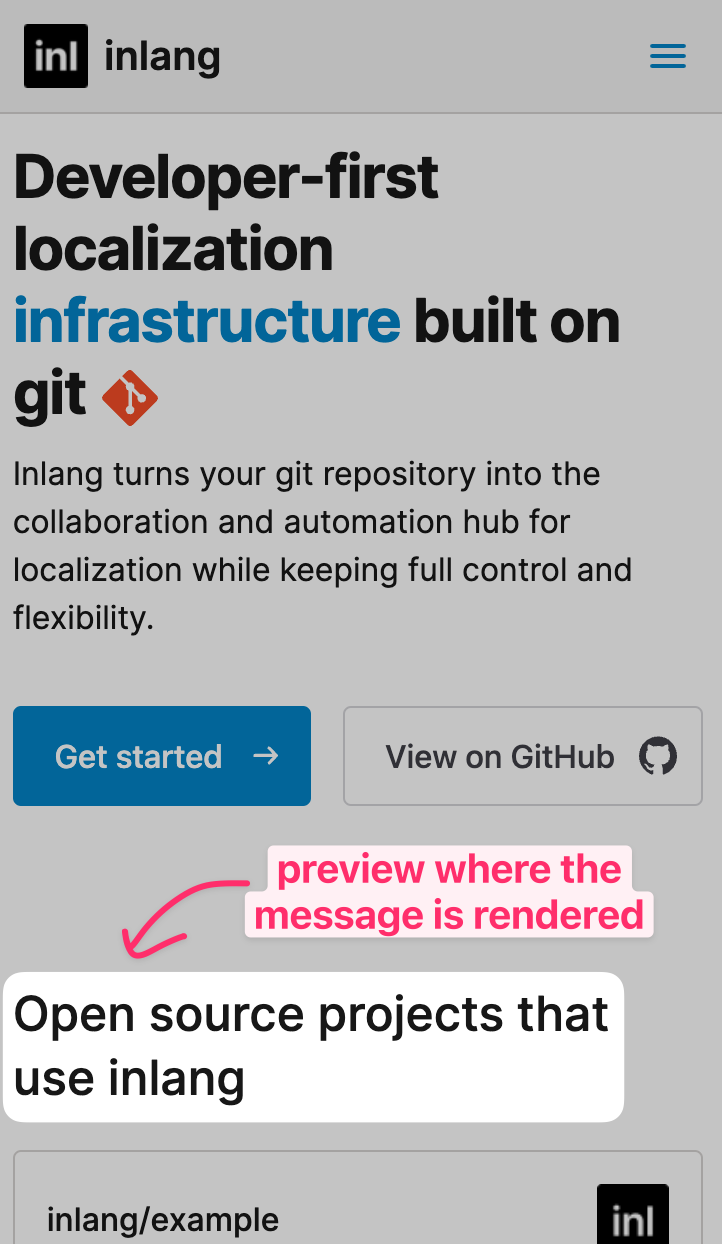 inl inlang
Developer-first
localization
infrastructure built on
git
Inlang turns your git repository into the
collaboration and automation hub for
localization while keeping full control and
flexibility.
Get started → View on GitHub
preview where the
message is rendered
Open source projects that
use inlang
inlang/example inl